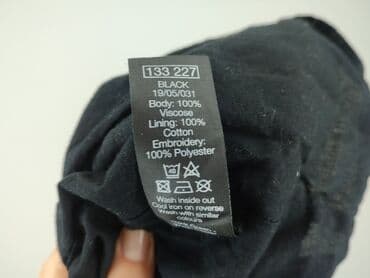 133 227
BLACK
19/05/031
Body: 100%
Viscose
Lining: 100%
Cotton
Embroidery:
100% Polyester
Wash inside out
Cool iron on reverse
Wash with similar
colours